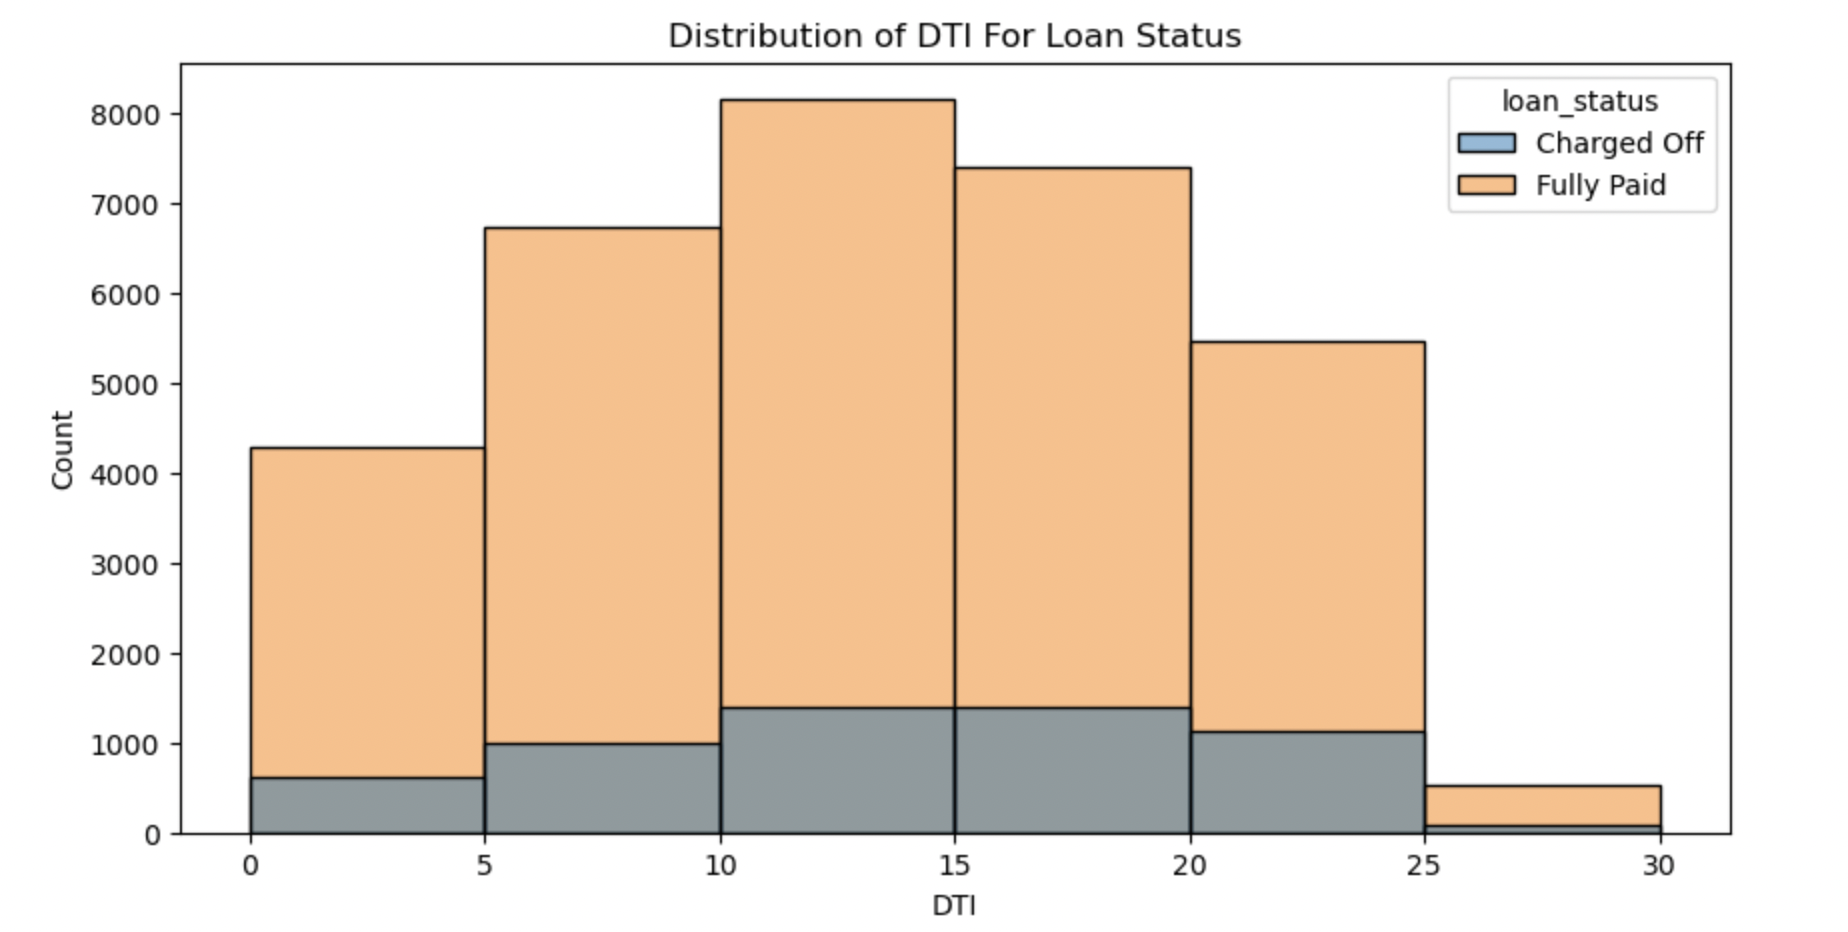 Distribution of DTI For Loan Status
loan_status
Charged Off
Fully Paid
8000
7000
6000
5000
4000
3000
2000
1000
0
Count
0 5 10 15 20 25 30
DTI